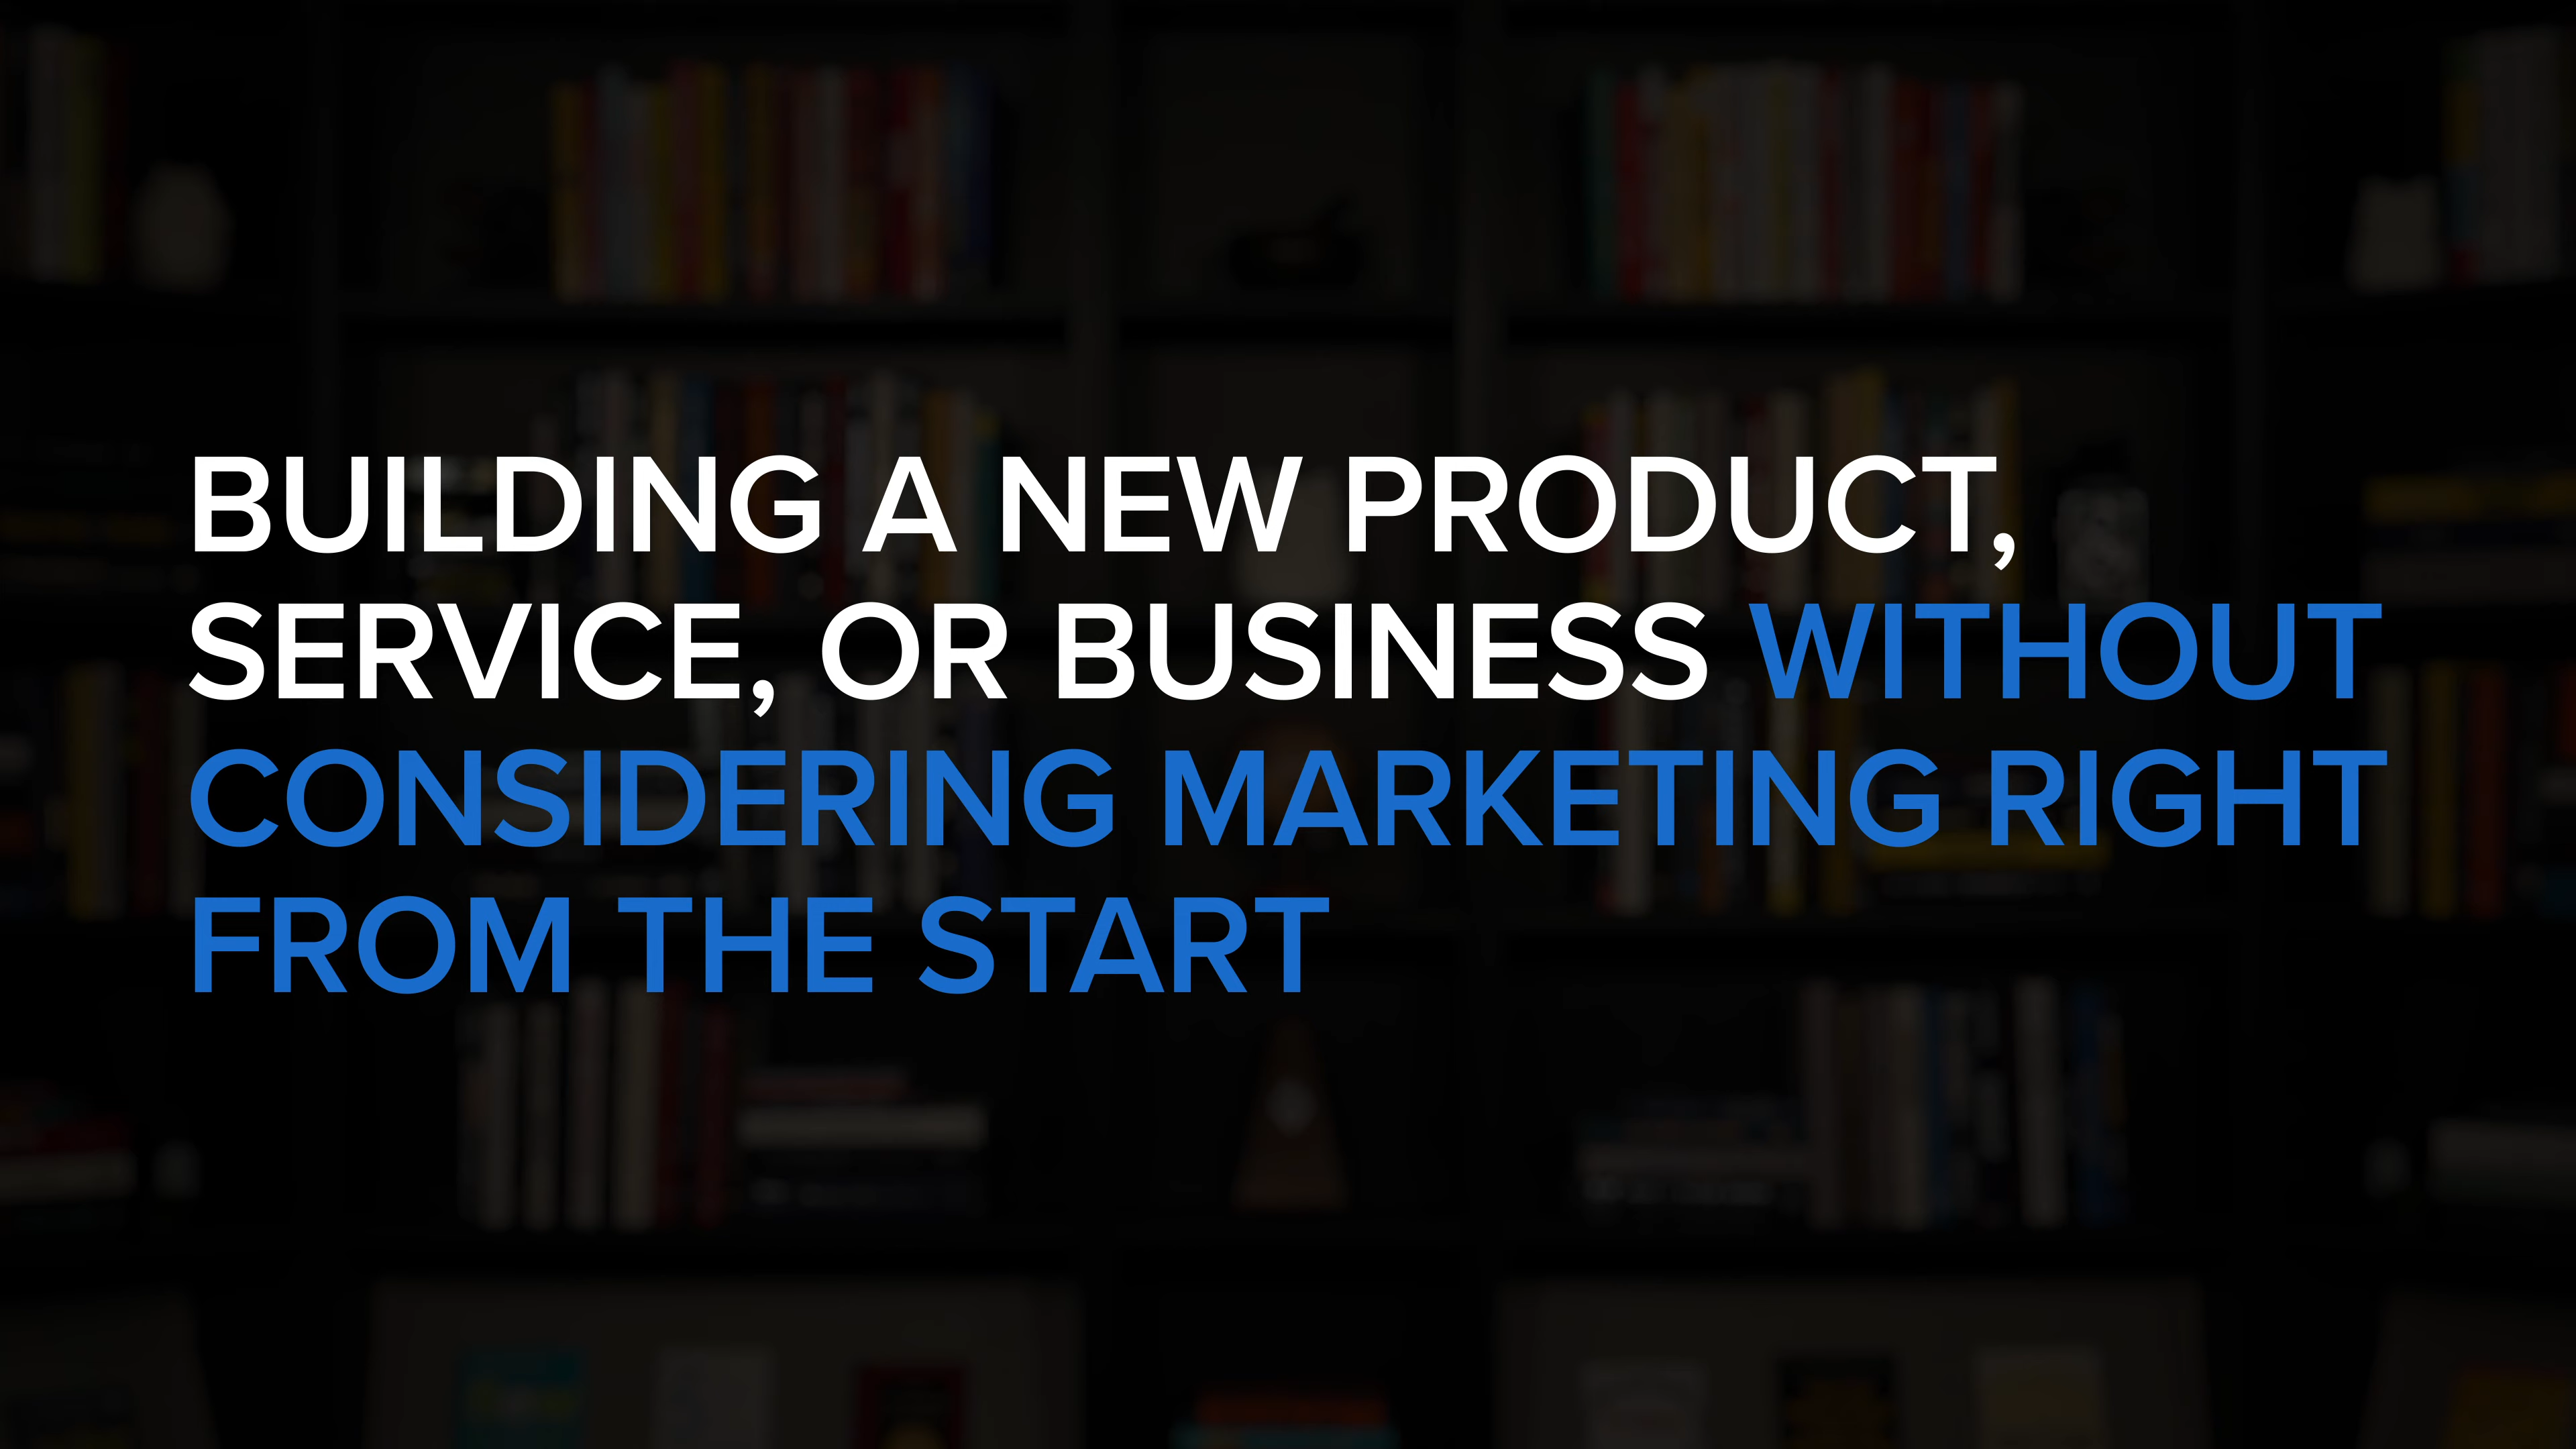 BUILDING A NEW PRODUCT,
SERVICE, OR BUSINESS WITHOUT
CONSIDERING MARKETING RIGHT
FROM THE START